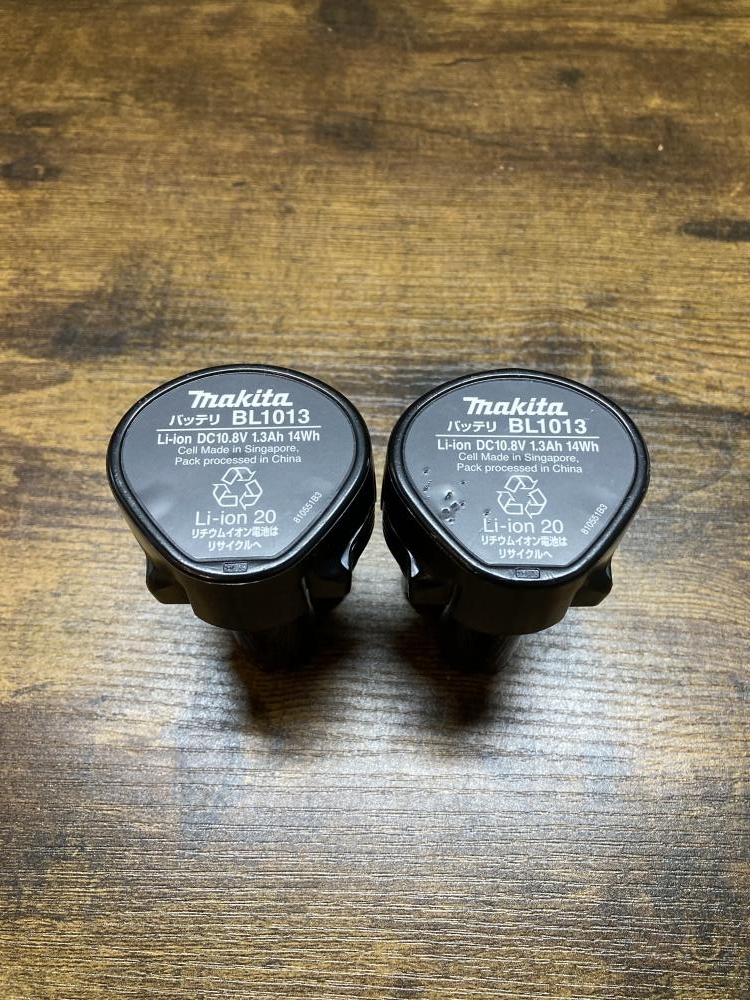 makita
バッテリ BL1013
Li-ion DC10.8V 1.3Ah 14Wh
Cell Made in Singapore,
Pack processed in China
Li-ion 20
リチウムイオン電池は
リサイクルへ
810551B3
makita
バッテリ BL1013
Li-ion DC10.8V 1.3Ah 14Wh
Cell Made in Singapore,
Pack processed in China
Li-ion 20
リチウムイオン電池は
リサイクルへ
810551B3